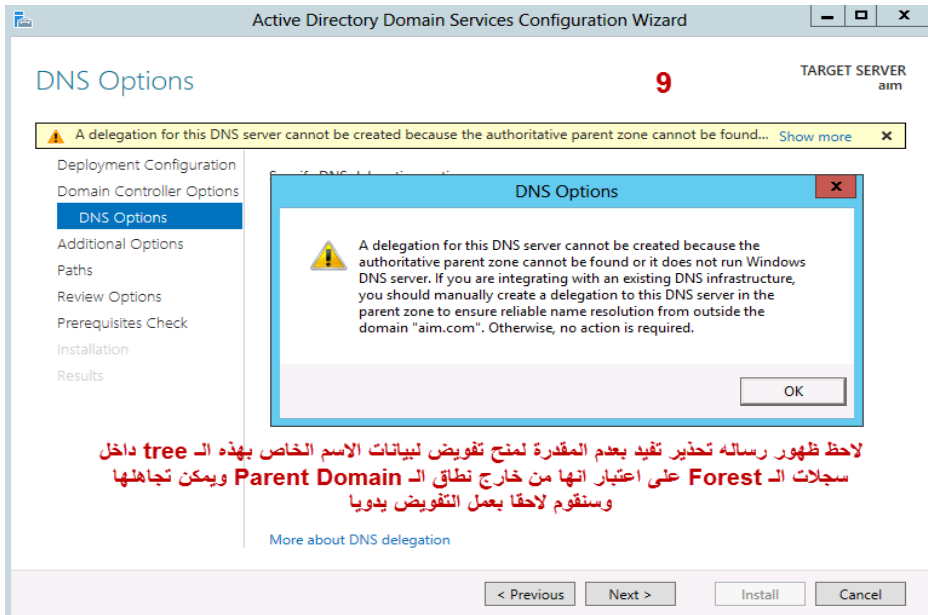 Active Directory Domain Services Configuration Wizard
DNS Options
9
TARGET SERVER
aim
A delegation for this DNS server cannot be created because the authoritative parent zone cannot be found... Show more
Deployment Configuration
Domain Controller Options
DNS Options
Additional Options
Paths
Review Options
Prerequisites Check
Installation
Results
DNS Options
A delegation for this DNS server cannot be created because the
authoritative parent zone cannot be found or it does not run Windows
DNS server. If you are integrating with an existing DNS infrastructure,
you should manually create a delegation to this DNS server in the
parent zone to ensure reliable name resolution from outside the
domain "aim.com". Otherwise, no action is required.
OK
لاحظ ظهور رساله تحذير تفيد بعدم المقدرة لمنح تفويض لبيانات الاسم الخاص بهذه الـ tree داخل
سجلات الـ Forest على اعتبار انها من خارج نطاق الـ Parent Domain ويمكن تجاهلها
وسنقوم لاحقا بعمل التفويض يدويا
More about DNS delegation
< Previous
Next >
Install
Cancel